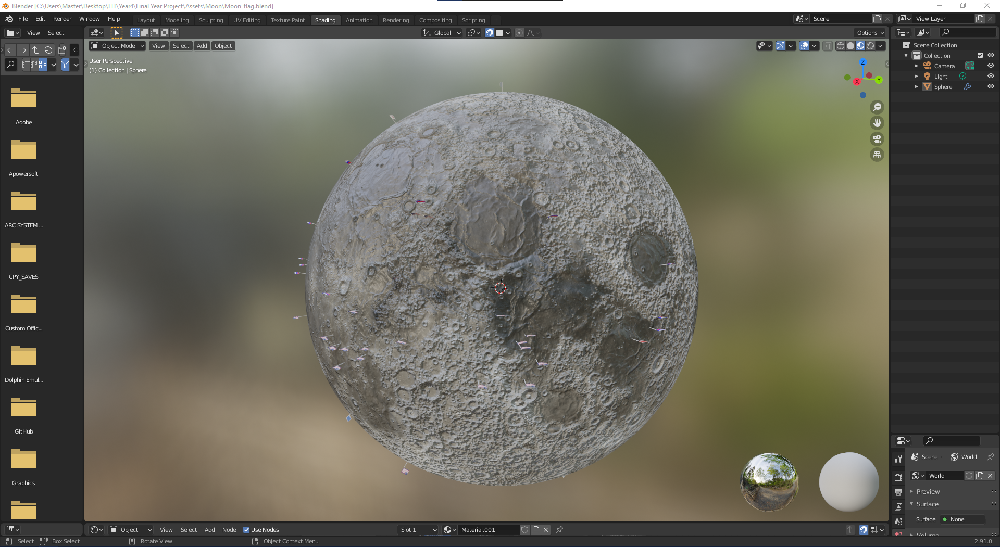 Blender [C:\Users\Master\Desktop\LIT\Year4\Final Year Project\Assets\Moon\Moon_flag.blend]
File Edit Render Window Help Layout Modeling Sculpting UV Editing Texture Paint Shading Animation Rendering Compositing Scripting + Scene View Layer
View Select Global Options
C Object Mode View Select Add Object Scene Collection
User Perspective
(1) Collection | Sphere
Collection
Camera
Light
Sphere
Z
X
Y
Adobe
Apowersoft
ARC SYSTEM ...
CPY_SAVES
Custom Offic...
Dolphin Emul...
GitHub
Graphics
Scene World
World
Preview
Surface
Surface None
Volume
Object View Select Add Node Use Nodes Slot 1 Material.001
Select Box Select Rotate View Object Context Menu 2.91.0